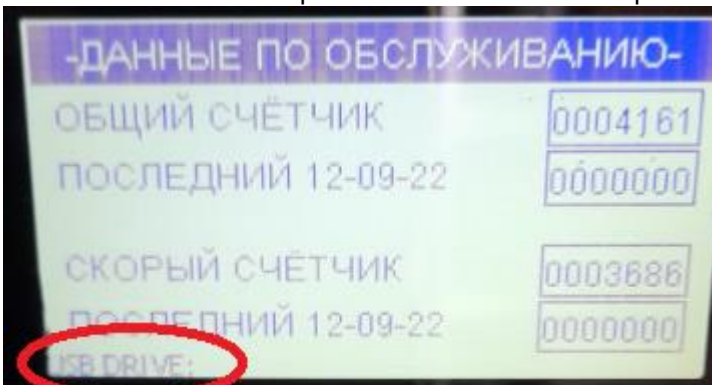 -ДАННЫЕ ПО ОБСЛУЖИВАНИЮ-
ОБЩИЙ СЧЁТЧИК 0004161
ПОСЛЕДНИЙ 12-09-22 0000000
СКОРЫЙ СЧЁТЧИК 0003686
ПОСЛЕДНИЙ 12-09-22 0000000
USB DRIVE: